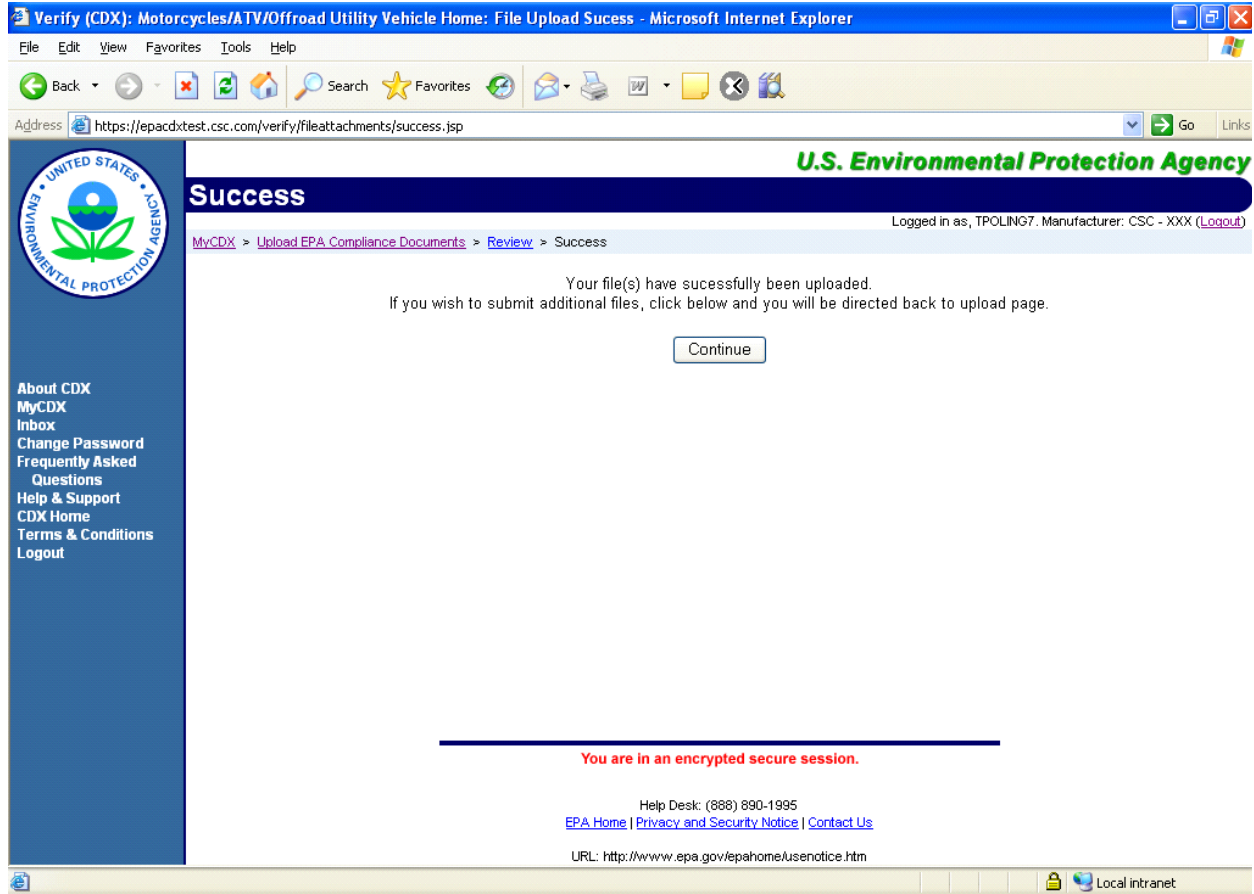 Verify (CDX): Motorcycles/ATV/Offroad Utility Vehicle Home: File Upload Sucess - Microsoft Internet Explorer
File Edit View Favorites Tools Help
Back Search Favorites
Address https://epacdxtest.csc.com/verify/fileattachments/success.jsp Go Links
UNITED STATES ENVIRONMENTAL PROTECTION AGENCY
U.S. Environmental Protection Agency
Success
Logged in as, TPOLING7. Manufacturer: CSC - XXX (Logout)
MyCDX > Upload EPA Compliance Documents > Review > Success
Your file(s) have sucessfully been uploaded.
If you wish to submit additional files, click below and you will be directed back to upload page.
Continue
About CDX
MyCDX
Inbox
Change Password
Frequently Asked
Questions
Help & Support
CDX Home
Terms & Conditions
Logout
You are in an encrypted secure session.
Help Desk: (888) 890-1995
EPA Home | Privacy and Security Notice | Contact Us
URL: http://www.epa.gov/epahome/usenotice.htm
Local intranet